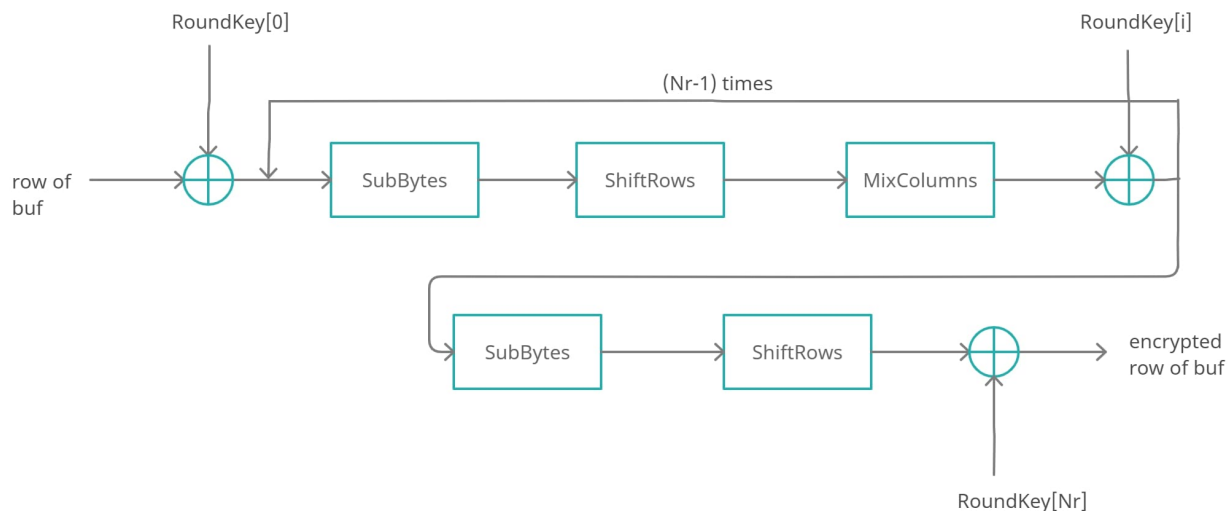 RoundKey[0]
RoundKey[i]
(Nr-1) times
row of
buf
SubBytes
ShiftRows
MixColumns
SubBytes
ShiftRows
encrypted
row of buf
RoundKey[Nr]